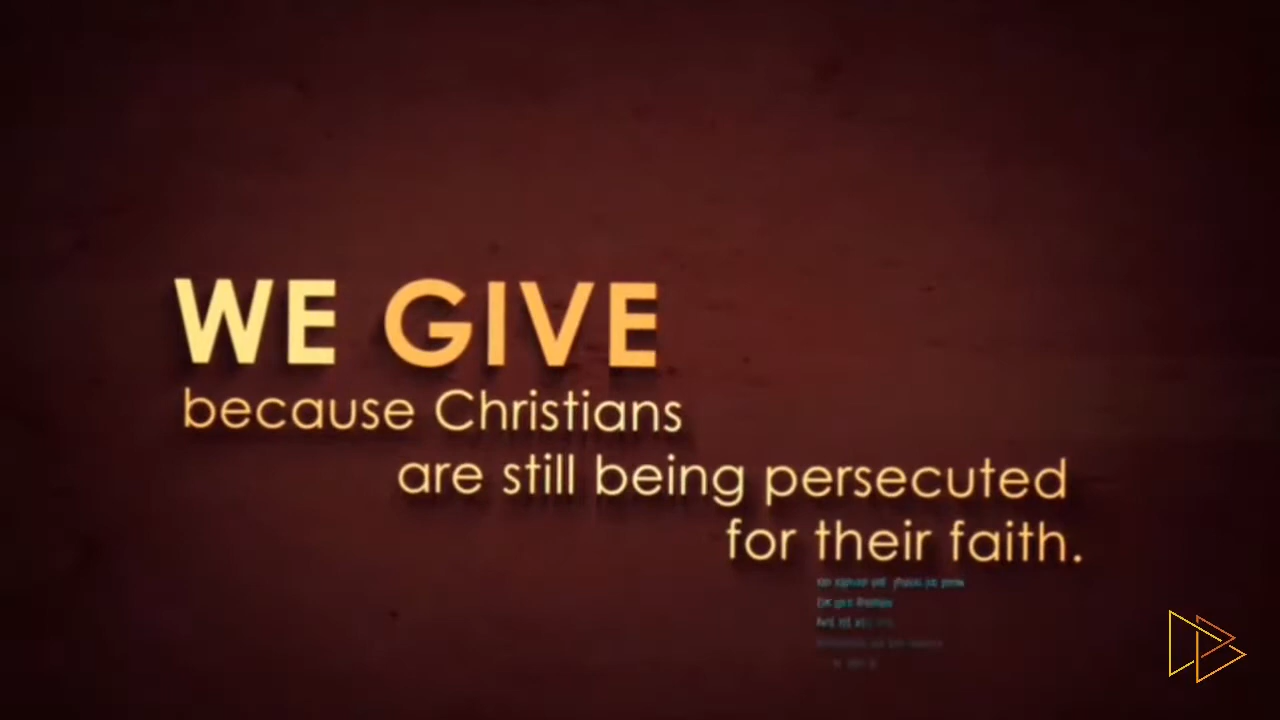 WE GIVE
because Christians
are still being persecuted
for their faith.